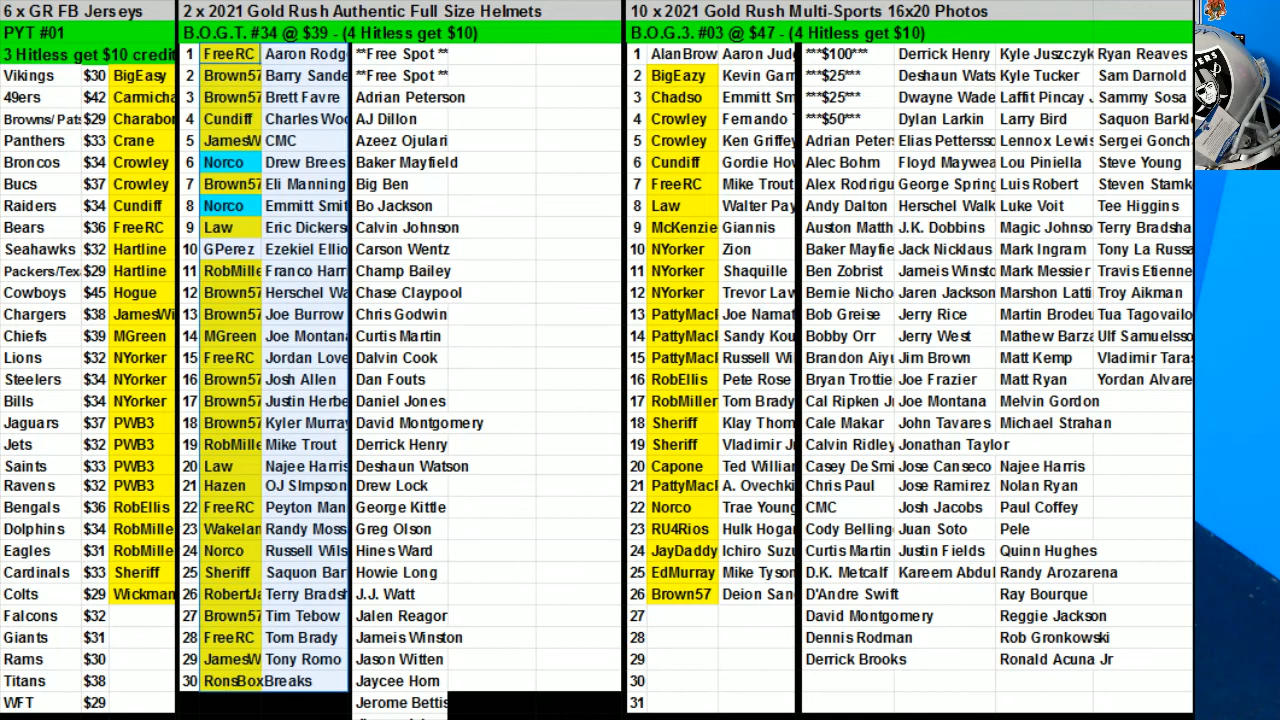 6 x GR FB Jerseys
PYT #01
3 Hitless get $10 credit
Vikings $30 BigEasy
49ers $42 Carmicha
Browns/ Pats $29 Charabor
Panthers $33 Crane
Broncos $34 Crowley
Bucs $37 Crowley
Raiders $34 Cundiff
Bears $36 FreeRC
Seahawks $32 Hartline
Packers/Tex $29 Hartline
Cowboys $45 Hogue
Chargers $38 JamesWi
Chiefs $39 MGreen
Lions $32 NYorker
Steelers $34 NYorker
Bills $34 NYorker
Jaguars $37 PWB3
Jets $32 PWB3
Saints $33 PWB3
Ravens $32 PWB3
Bengals $36 RobEllis
Dolphins $34 RobMille
Eagles $31 RobMille
Cardinals $33 Sheriff
Colts $29 Wickman
Falcons $32
Giants $31
Rams $30
Titans $38
WFT $29
2 x 2021 Gold Rush Authentic Full Size Helmets
B.O.G.T. #34 @ $39 - (4 Hitless get $10)
1 FreeRC Aaron Rodg **Free Spot **
2 Brown57 Barry Sande **Free Spot **
3 Brown57 Brett Favre Adrian Peterson
4 Cundiff Charles Woo AJ Dillon
5 JamesW CMC Azeez Ojulari
6 Norco Drew Brees Baker Mayfield
7 Brown57 Eli Manning Big Ben
8 Norco Emmitt Smit Bo Jackson
9 Law Eric Dickers Calvin Johnson
10 GPerez Ezekiel Ellio Carson Wentz
11 RobMille Franco Harr Champ Bailey
12 Brown57 Herschel Wa Chase Claypool
13 Brown57 Joe Burrow Chris Godwin
14 MGreen Joe Montana Curtis Martin
15 FreeRC Jordan Love Dalvin Cook
16 Brown57 Josh Allen Dan Fouts
17 Brown57 Justin Herbe Daniel Jones
18 Brown57 Kyler Murray David Montgomery
19 RobMille Mike Trout Derrick Henry
20 Law Najee Harris Deshaun Watson
21 Hazen OJ SImpson Drew Lock
22 FreeRC Peyton Man George Kittle
23 Wakelan Randy Moss Greg Olson
24 Norco Russell Wils Hines Ward
25 Sheriff Saquon Bar Howie Long
26 RobertJa Terry Bradsh J.J. Watt
27 Brown57 Tim Tebow Jalen Reagor
28 FreeRC Tom Brady Jameis Winston
29 JamesW Tony Romo Jason Witten
30 RonsBoxBreaks Jaycee Horn
Jerome Bettis
10 x 2021 Gold Rush Multi-Sports 16x20 Photos
B.O.G.3. #03 @ $47 - (4 Hitless get $10)
1 AlanBrow Aaron Judg ***$100*** Derrick Henry Kyle Juszczyk Ryan Reaves
2 BigEazy Kevin Garn ***$25*** Deshaun Wats Kyle Tucker Sam Darnold
3 Chadso Emmitt Sm ***$25*** Dwayne Wade Laffit Pincay J Sammy Sosa
4 Crowley Fernando T ***$50*** Dylan Larkin Larry Bird Saquon Barkl
5 Crowley Ken Griffey Adrian Peters Elias Pettersso Lennox Lewis Sergei Gonch
6 Cundiff Gordie How Alec Bohm Floyd Maywea Lou Piniella Steve Young
7 FreeRC Mike Trout Alex Rodrigu George Spring Luis Robert Steven Stamk
8 Law Walter Pay Andy Dalton Herschel Walk Luke Voit Tee Higgins
9 McKenzie Giannis Auston Matth J.K. Dobbins Magic Johnso Terry Bradsha
10 NYorker Zion Baker Mayfie Jack Nicklaus Mark Ingram Tony La Russa
11 NYorker Shaquille Ben Zobrist Jameis Winsto Mark Messier Travis Etienne
12 NYorker Trevor Law Bernie Nicho Jaren Jackson Marshon Latti Troy Aikman
13 PattyMacF Joe Namat Bob Greise Jerry Rice Martin Brodeu Tua Tagovailo
14 PattyMacF Sandy Kou Bobby Orr Jerry West Mathew Barza Ulf Samuelsso
15 PattyMacF Russell Wi Brandon Aiyu Jim Brown Matt Kemp Vladimir Taras
16 RobEllis Pete Rose Bryan Trottie Joe Frazier Matt Ryan Yordan Alvare
17 RobMiller Tom Brady Cal Ripken Jr Joe Montana Melvin Gordon
18 Sheriff Klay Thom Cale Makar John Tavares Michael Strahan
19 Sheriff Vladimir Jr Calvin Ridley Jonathan Taylor
20 Capone Ted William Casey DeSmi Jose Canseco Najee Harris
21 PattyMacF A. Ovechki Chris Paul Jose Ramirez Nolan Ryan
22 Norco Trae Young CMC Josh Jacobs Paul Coffey
23 RU4Rios Hulk Hogan Cody Belling Juan Soto Pele
24 JayDaddy Ichiro Suzu Curtis Martin Justin Fields Quinn Hughes
25 EdMurray Mike Tyson D.K. Metcalf Kareem Abdul Randy Arozarena
26 Brown57 Deion San D'Andre Swift Ray Bourque
27 David Montgomery Reggie Jackson
28 Dennis Rodman Rob Gronkowski
29 Derrick Brooks Ronald Acuna Jr
30
31
RAIDERS